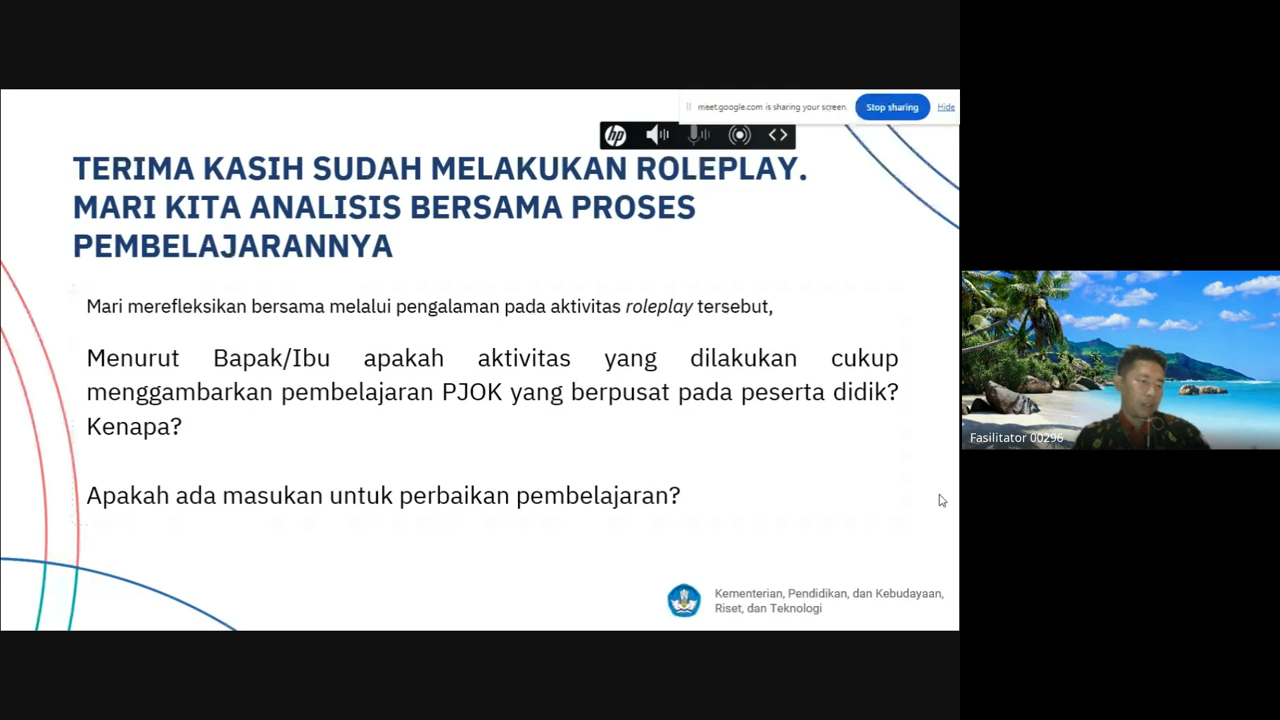 meet.google.com is sharing your screen.
Stop sharing
Hide
hp
TERIMA KASIH SUDAH MELAKUKAN ROLEPLAY.
MARI KITA ANALISIS BERSAMA PROSES
PEMBELAJARANNYA
Mari merefleksikan bersama melalui pengalaman pada aktivitas roleplay tersebut,
Menurut Bapak/Ibu apakah aktivitas yang dilakukan cukup
menggambarkan pembelajaran PJOK yang berpusat pada peserta didik?
Kenapa?
Apakah ada masukan untuk perbaikan pembelajaran?
Kementerian, Pendidikan, dan Kebudayaan,
Riset, dan Teknologi
Fasilitator 00296